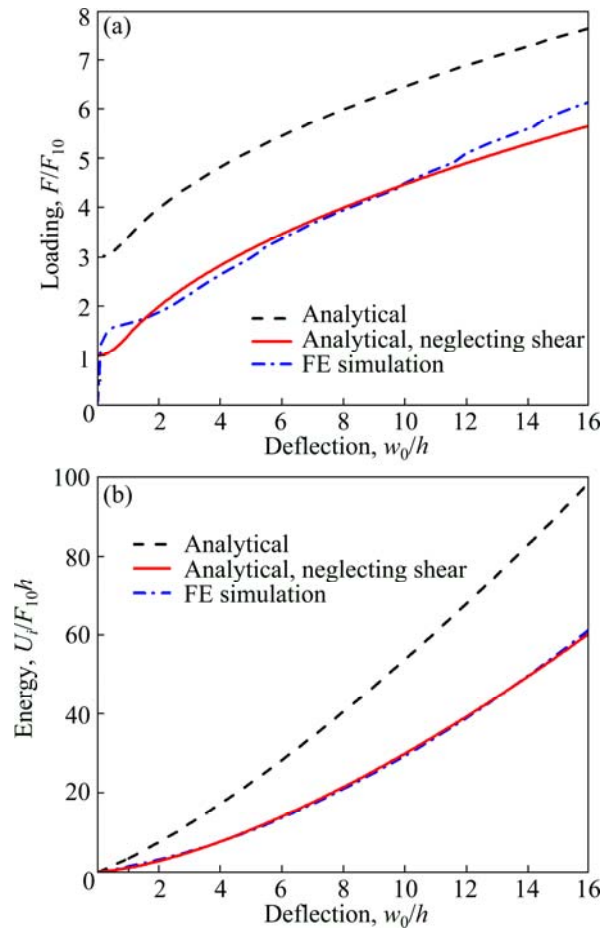 (a)
8
7
6
5
4
3
2
1
0
2 4 6 8 10 12 14 16
Loading, F/F₁₀
Deflection, w₀/h
Analytical
Analytical, neglecting shear
FE simulation
(b)
100
80
60
40
20
0
2 4 6 8 10 12 14 16
Energy, Uᵢ/F₁₀h
Deflection, w₀/h
Analytical
Analytical, neglecting shear
FE simulation